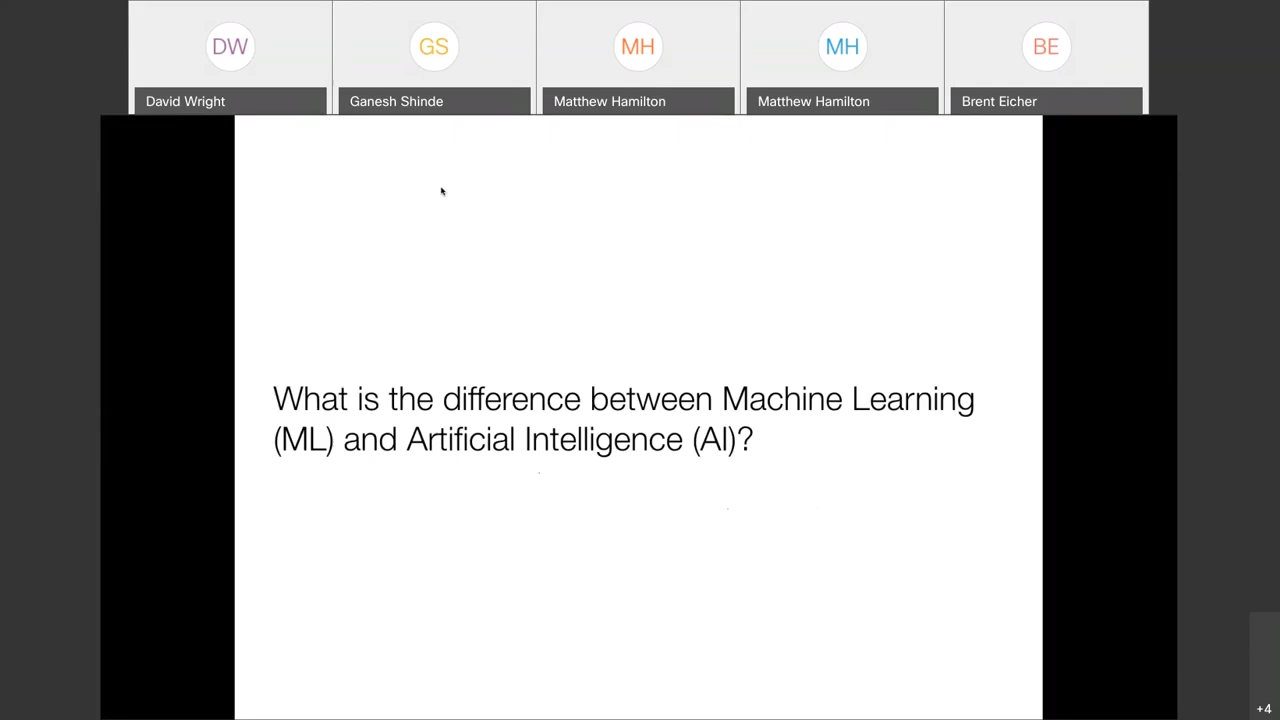 DW
GS
MH
MH
BE
David Wright
Ganesh Shinde
Matthew Hamilton
Matthew Hamilton
Brent Eicher
What is the difference between Machine Learning
(ML) and Artificial Intelligence (AI)?
+4